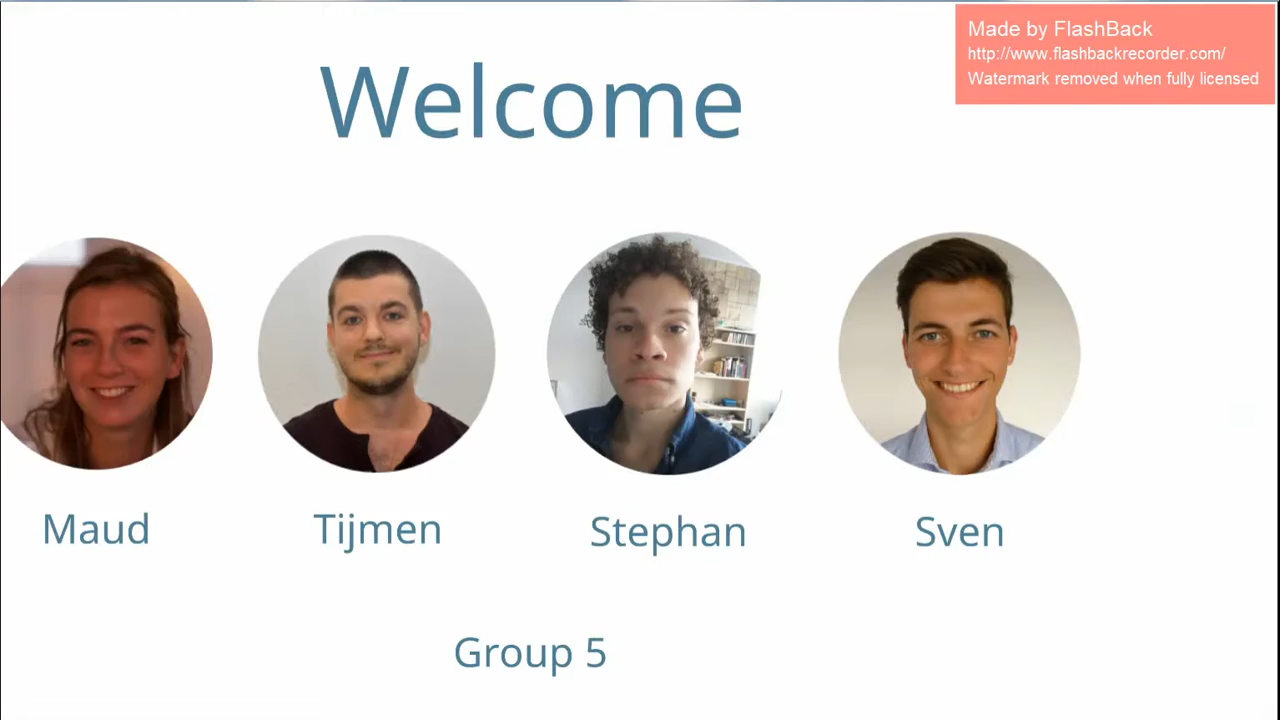 Made by FlashBack
http://www.flashbackrecorder.com/
Watermark removed when fully licensed
Welcome
Maud
Tijmen
Stephan
Sven
Group 5